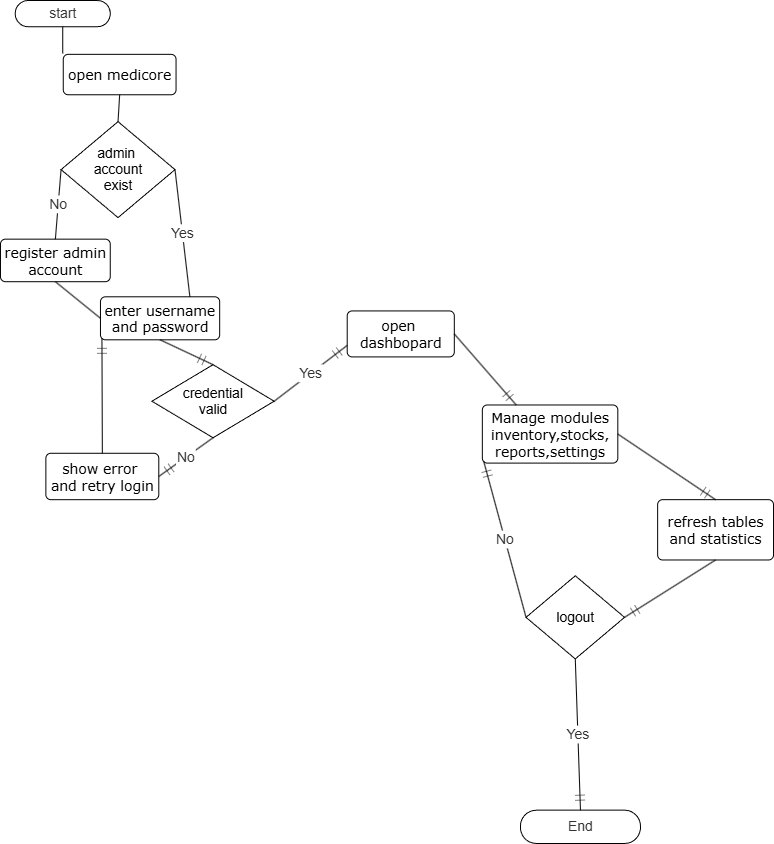 start
open medicore
admin
account
exist
No
Yes
register admin
account
enter username
and password
open
dashbopard
Yes
credential
valid
Manage modules
inventory,stocks,
reports,settings
No
show error
and retry login
refresh tables
and statistics
No
logout
Yes
End